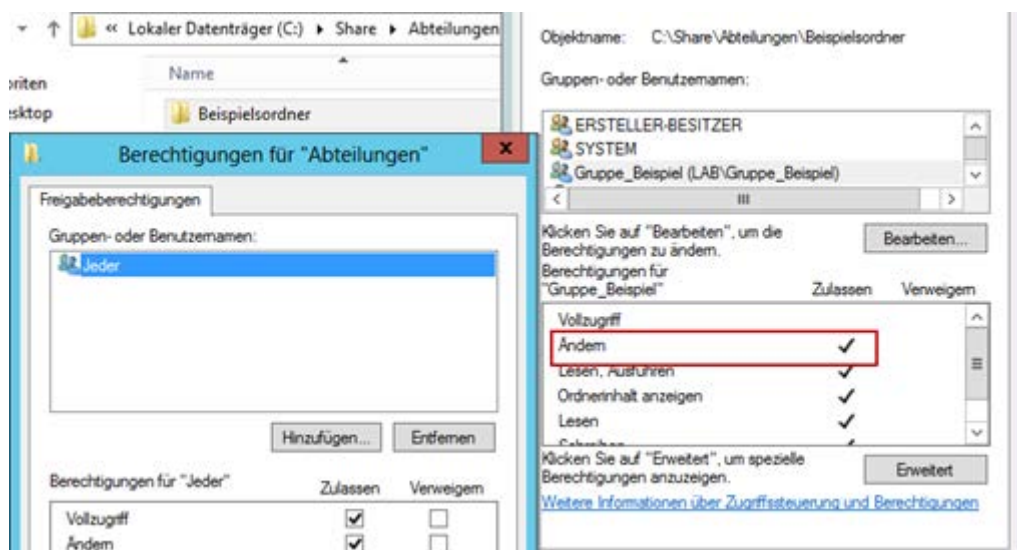 « Lokaler Datenträger (C:) ▸ Share ▸ Abteilungen
oriten
esktop
Name
Beispielsordner
Berechtigungen für "Abteilungen"
x
Freigabeberechtigungen
Gruppen- oder Benutzernamen:
Jeder
Hinzufügen...
Entfernen
Berechtigungen für "Jeder"
Zulassen
Verweigern
Vollzugriff
Ändern
Objektname: C:\Share\Abteilungen\Beispielsordner
Gruppen- oder Benutzernamen:
ERSTELLER-BESITZER
SYSTEM
Gruppe_Beispiel (LAB\Gruppe_Beispiel)
Klicken Sie auf "Bearbeiten", um die
Berechtigungen zu ändern.
Bearbeiten...
Berechtigungen für
"Gruppe_Beispiel"
Zulassen
Verweigern
Vollzugriff
Ändern
Lesen, Ausführen
Ordnerinhalt anzeigen
Lesen
Schreiben
Klicken Sie auf "Erweitert", um spezielle
Berechtigungen anzuzeigen.
Erweitert
Weitere Informationen über Zugriffssteuerung und Berechtigungen